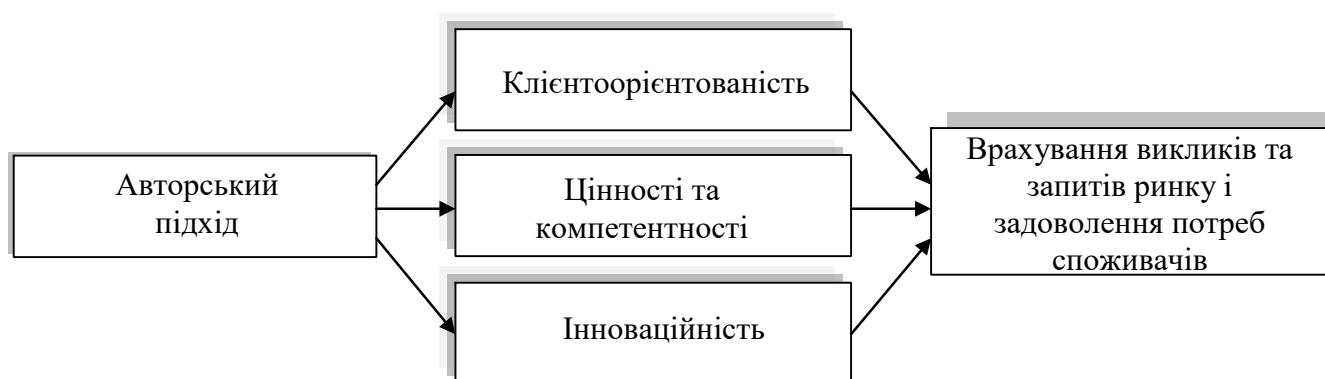 Авторський
підхід
Клієнтоорієнтованість
Цінності та
компетентності
Інноваційність
Врахування викликів та
запитів ринку і
задоволення потреб
споживачів